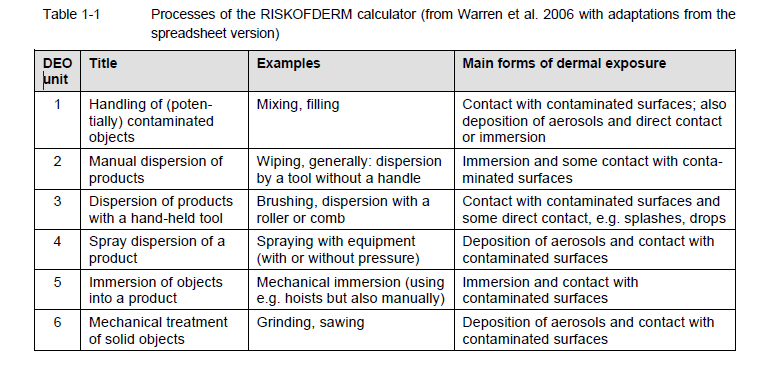 Table 1-1 Processes of the RISKOFDERM calculator (from Warren et al. 2006 with adaptations from the
spreadsheet version)
DEO unit Title Examples Main forms of dermal exposure
1 Handling of (poten-
tially) contaminated
objects
Mixing, filling
Contact with contaminated surfaces; also
deposition of aerosols and direct contact
or immersion
2 Manual dispersion of
products
Wiping, generally: dispersion
by a tool without a handle
Immersion and some contact with conta-
minated surfaces
3 Dispersion of products
with a hand-held tool
Brushing, dispersion with a
roller or comb
Contact with contaminated surfaces and
some direct contact, e.g. splashes, drops
4 Spray dispersion of a
product
Spraying with equipment
(with or without pressure)
Deposition of aerosols and contact with
contaminated surfaces
5 Immersion of objects
into a product
Mechanical immersion (using
e.g. hoists but also manually)
Immersion and contact with
contaminated surfaces
6 Mechanical treatment
of solid objects
Grinding, sawing
Deposition of aerosols and contact with
contaminated surfaces